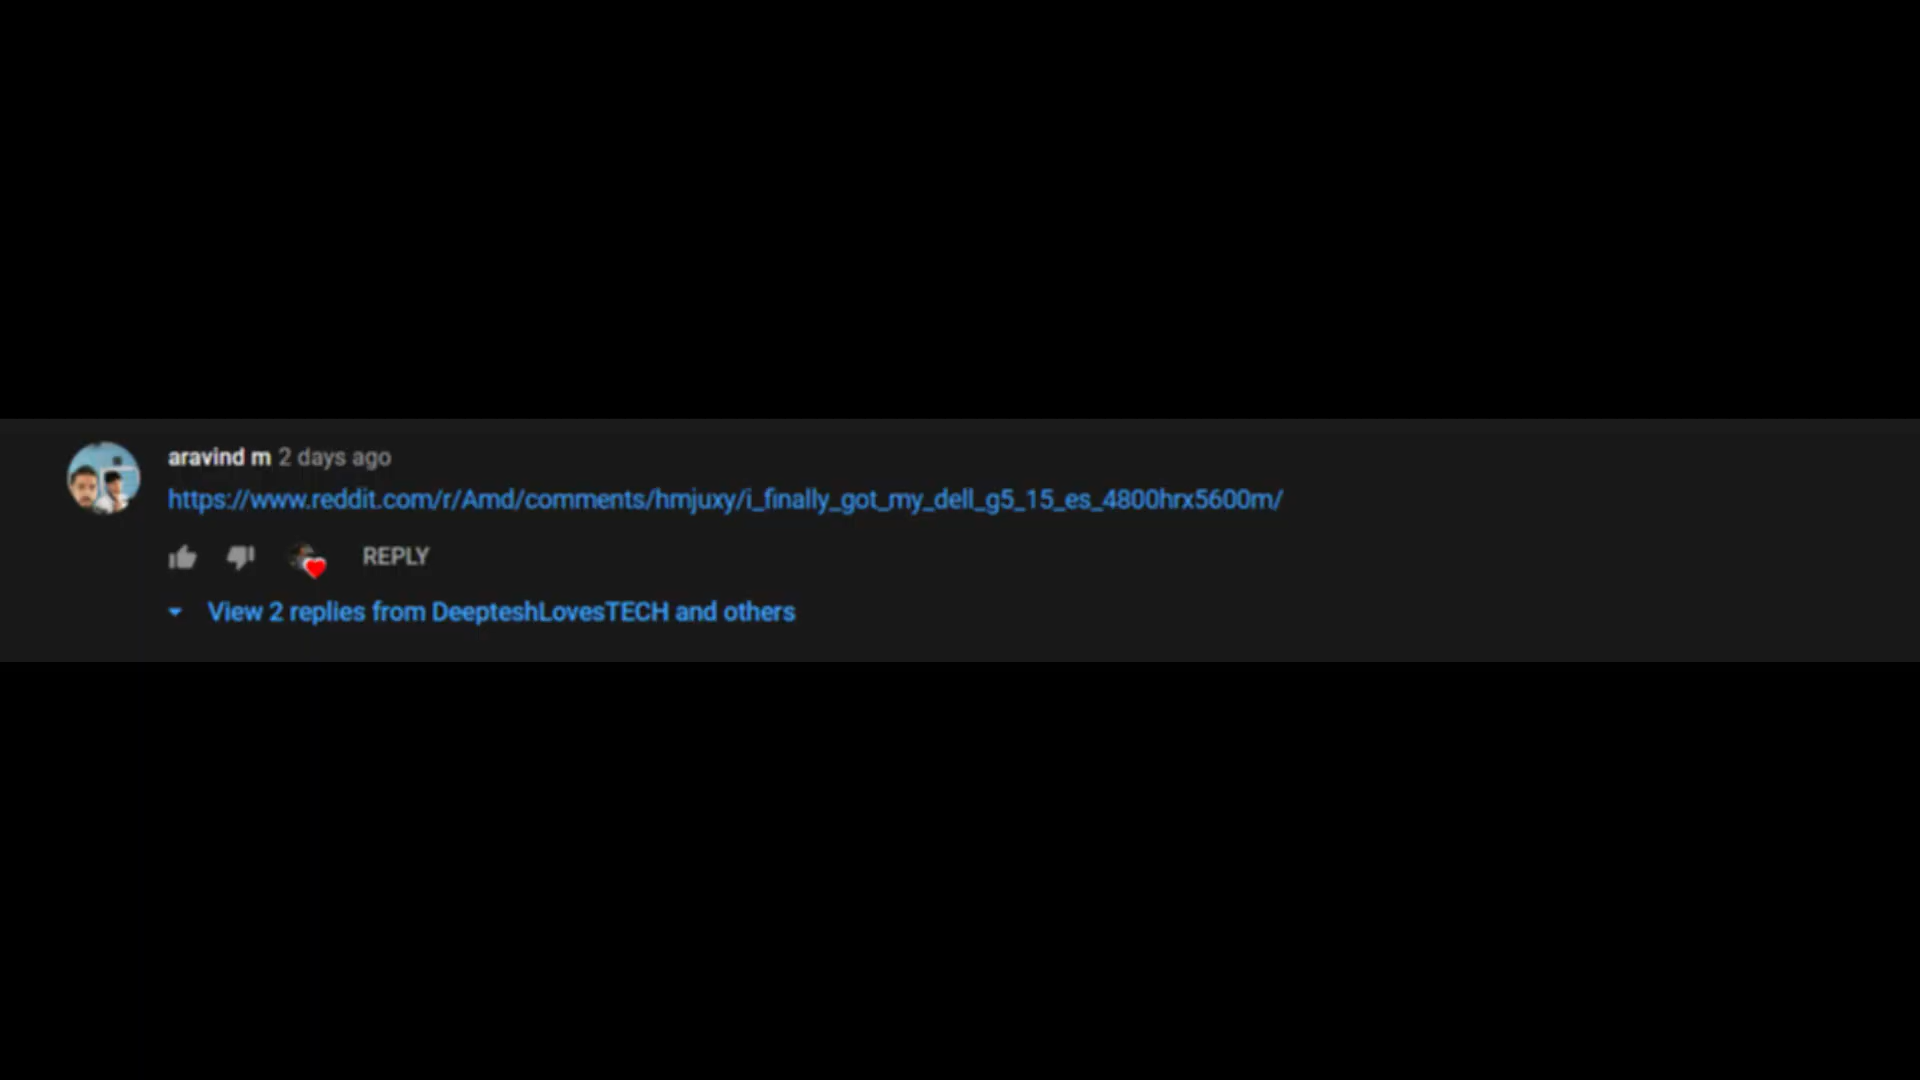 aravind m 2 days ago
https://www.reddit.com/r/Amd/comments/hmjuxy/i_finally_got_my_dell_g5_15_es_4800hrx5600m/
REPLY
View 2 replies from DeepteshLovesTECH and others